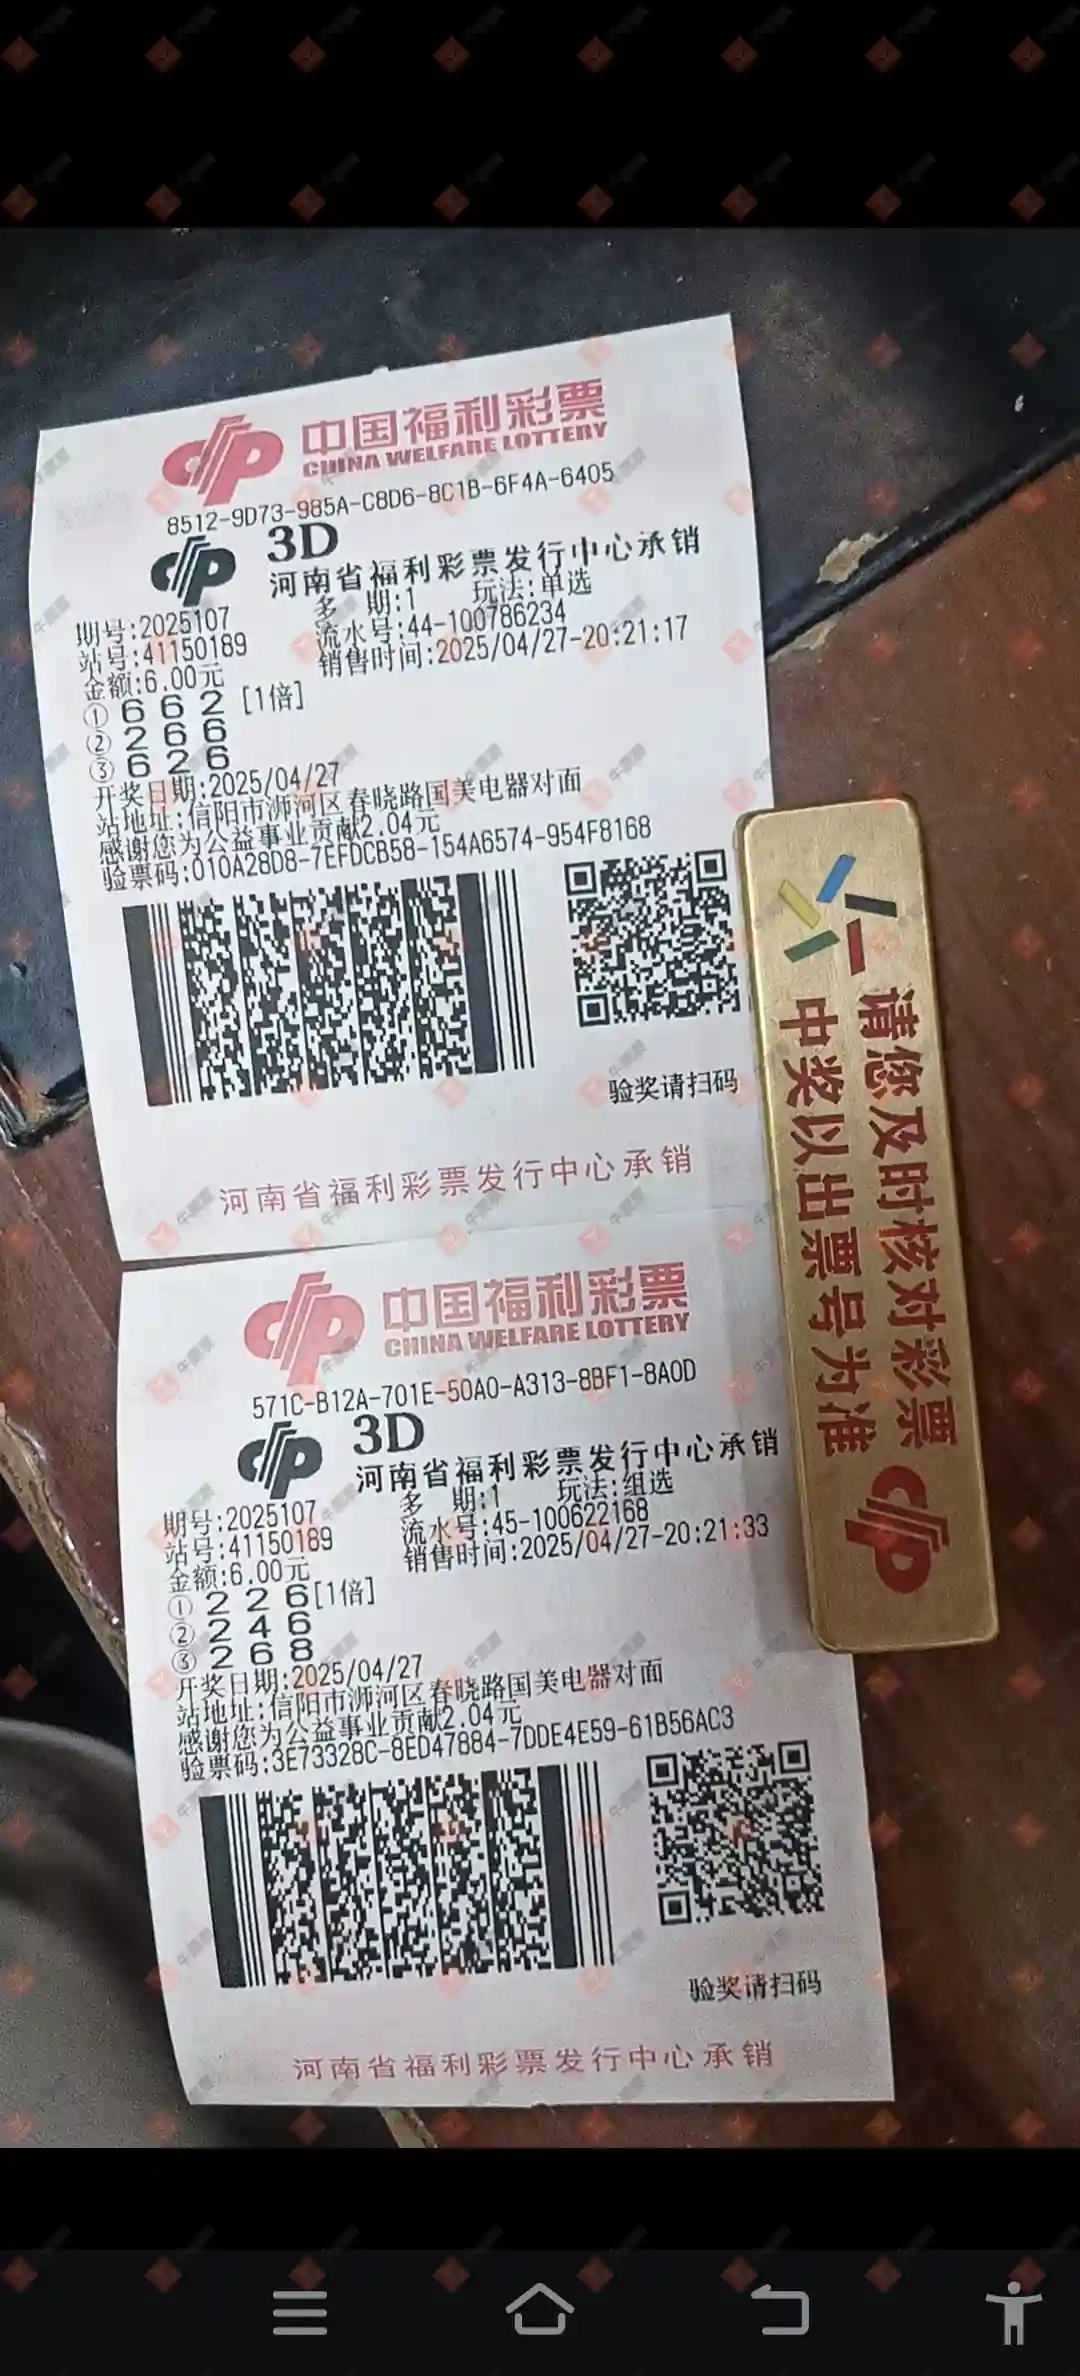 中国福利彩票
CHINA WELFARE LOTTERY
8512-9D73-985A-C8D6-8C1B-6F4A-6405
3D
河南省福利彩票发行中心承销
期号:2025107 多 期:1 玩法:单选
站号:41150189 流水号:44-100786234
金额:6.00元 销售时间:2025/04/27-20:21:17
① 6 6 2 [1倍]
② 2 6 6
③ 6 2 6
开奖日期:2025/04/27
站地址:信阳市浉河区春晓路国美电器对面
感谢您为公益事业贡献2.04元
验票码:010A28D8-7EFDCB58-154A6574-954F8168
验奖请扫码
河南省福利彩票发行中心承销
中国福利彩票
CHINA WELFARE LOTTERY
571C-B12A-701E-50A0-A313-8BF1-8A0D
3D
河南省福利彩票发行中心承销
期号:2025107 多 期:1 玩法:组选
站号:41150189 流水号:45-100622168
金额:6.00元 销售时间:2025/04/27-20:21:33
① 2 2 6 [1倍]
② 2 4 6
③ 2 6 8
开奖日期:2025/04/27
站地址:信阳市浉河区春晓路国美电器对面
感谢您为公益事业贡献2.04元
验票码:3E73328C-8ED47884-7DDE4E59-61B56AC3
验奖请扫码
河南省福利彩票发行中心承销
请您及时核对彩票
中奖以出票号为准